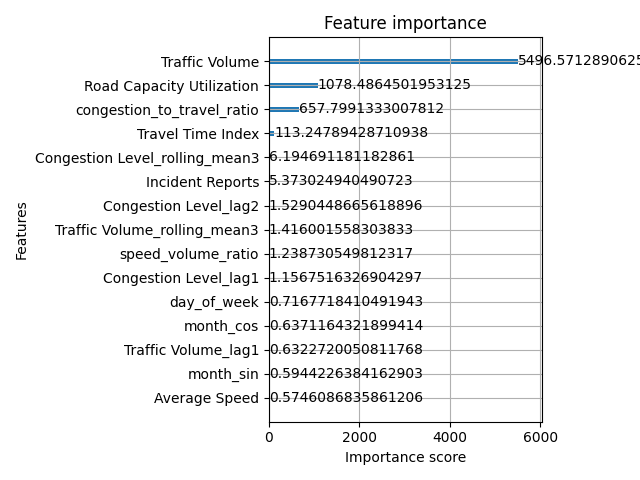 Feature importance
Traffic Volume 5496.5712890625
Road Capacity Utilization 1078.4864501953125
congestion_to_travel_ratio 657.7991333007812
Travel Time Index 113.24789428710938
Congestion Level_rolling_mean3 6.194691181182861
Incident Reports 5.373024940490723
Congestion Level_lag2 1.5290448665618896
Traffic Volume_rolling_mean3 1.416001558303833
speed_volume_ratio 1.238730549812317
Congestion Level_lag1 1.1567516326904297
day_of_week 0.7167718410491943
month_cos 0.6371164321899414
Traffic Volume_lag1 0.6322720050811768
month_sin 0.5944226384162903
Average Speed 0.5746086835861206
0 2000 4000 6000
Importance score
Features